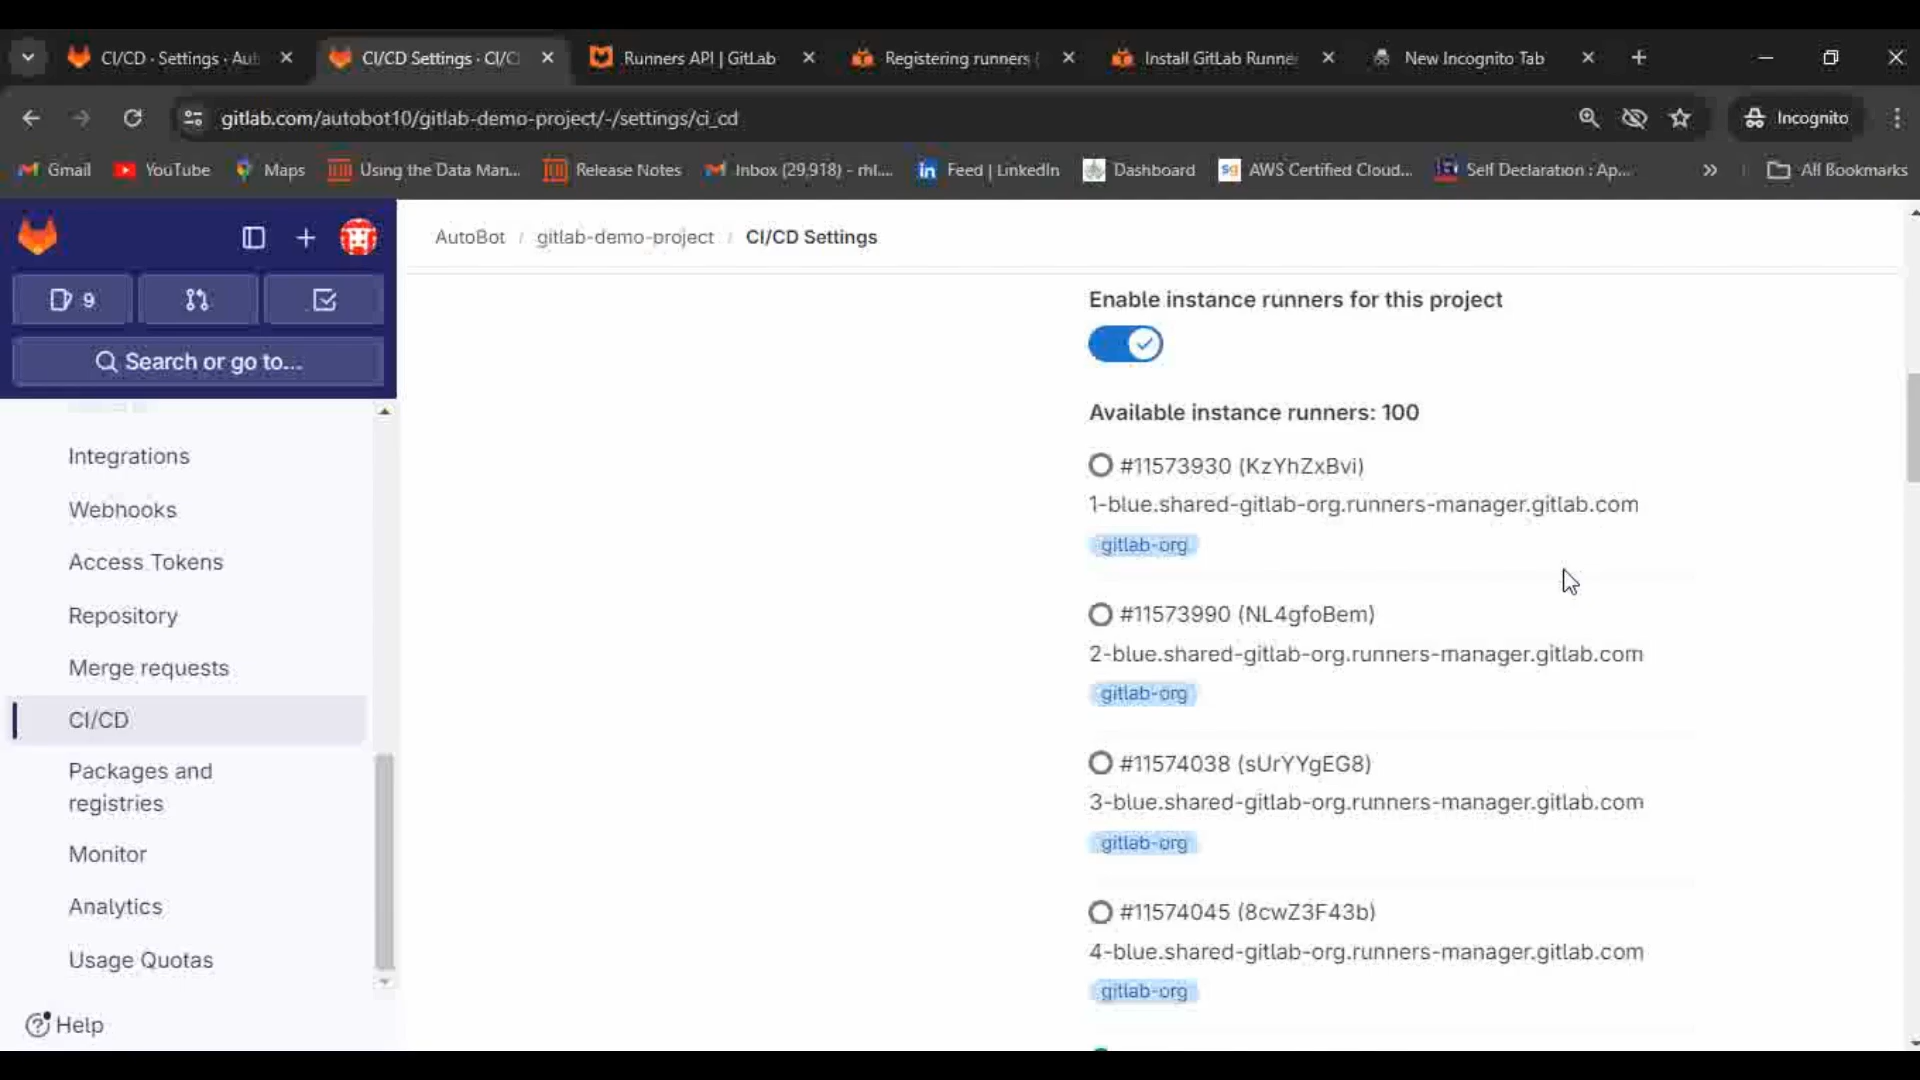 CI/CD · Settings · Aut
CI/CD Settings · CI/C
Runners API | GitLab
Registering runners |
Install GitLab Runne
New Incognito Tab
gitlab.com/autobot10/gitlab-demo-project/-/settings/ci_cd
Incognito
Gmail
YouTube
Maps
Using the Data Man...
Release Notes
Inbox (29,918) - rhl....
Feed | LinkedIn
Dashboard
AWS Certified Cloud...
Self Declaration : Ap...
All Bookmarks
9
Search or go to...
Integrations
Webhooks
Access Tokens
Repository
Merge requests
CI/CD
Packages and
registries
Monitor
Analytics
Usage Quotas
Help
AutoBot / gitlab-demo-project / CI/CD Settings
Enable instance runners for this project
Available instance runners: 100
#11573930 (KzYhZxBvi)
1-blue.shared-gitlab-org.runners-manager.gitlab.com
gitlab-org
#11573990 (NL4gfoBem)
2-blue.shared-gitlab-org.runners-manager.gitlab.com
gitlab-org
#11574038 (sUrYYgEG8)
3-blue.shared-gitlab-org.runners-manager.gitlab.com
gitlab-org
#11574045 (8cwZ3F43b)
4-blue.shared-gitlab-org.runners-manager.gitlab.com
gitlab-org